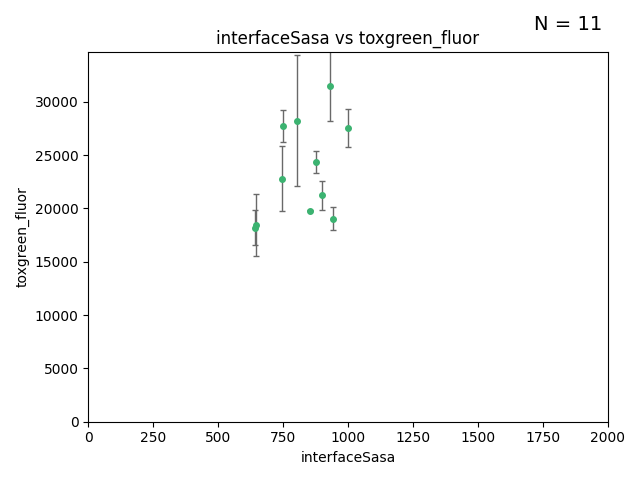 N = 11
interfaceSasa vs toxgreen_fluor
30000
25000
20000
15000
10000
5000
0
toxgreen_fluor
0 250 500 750 1000 1250 1500 1750 2000
interfaceSasa